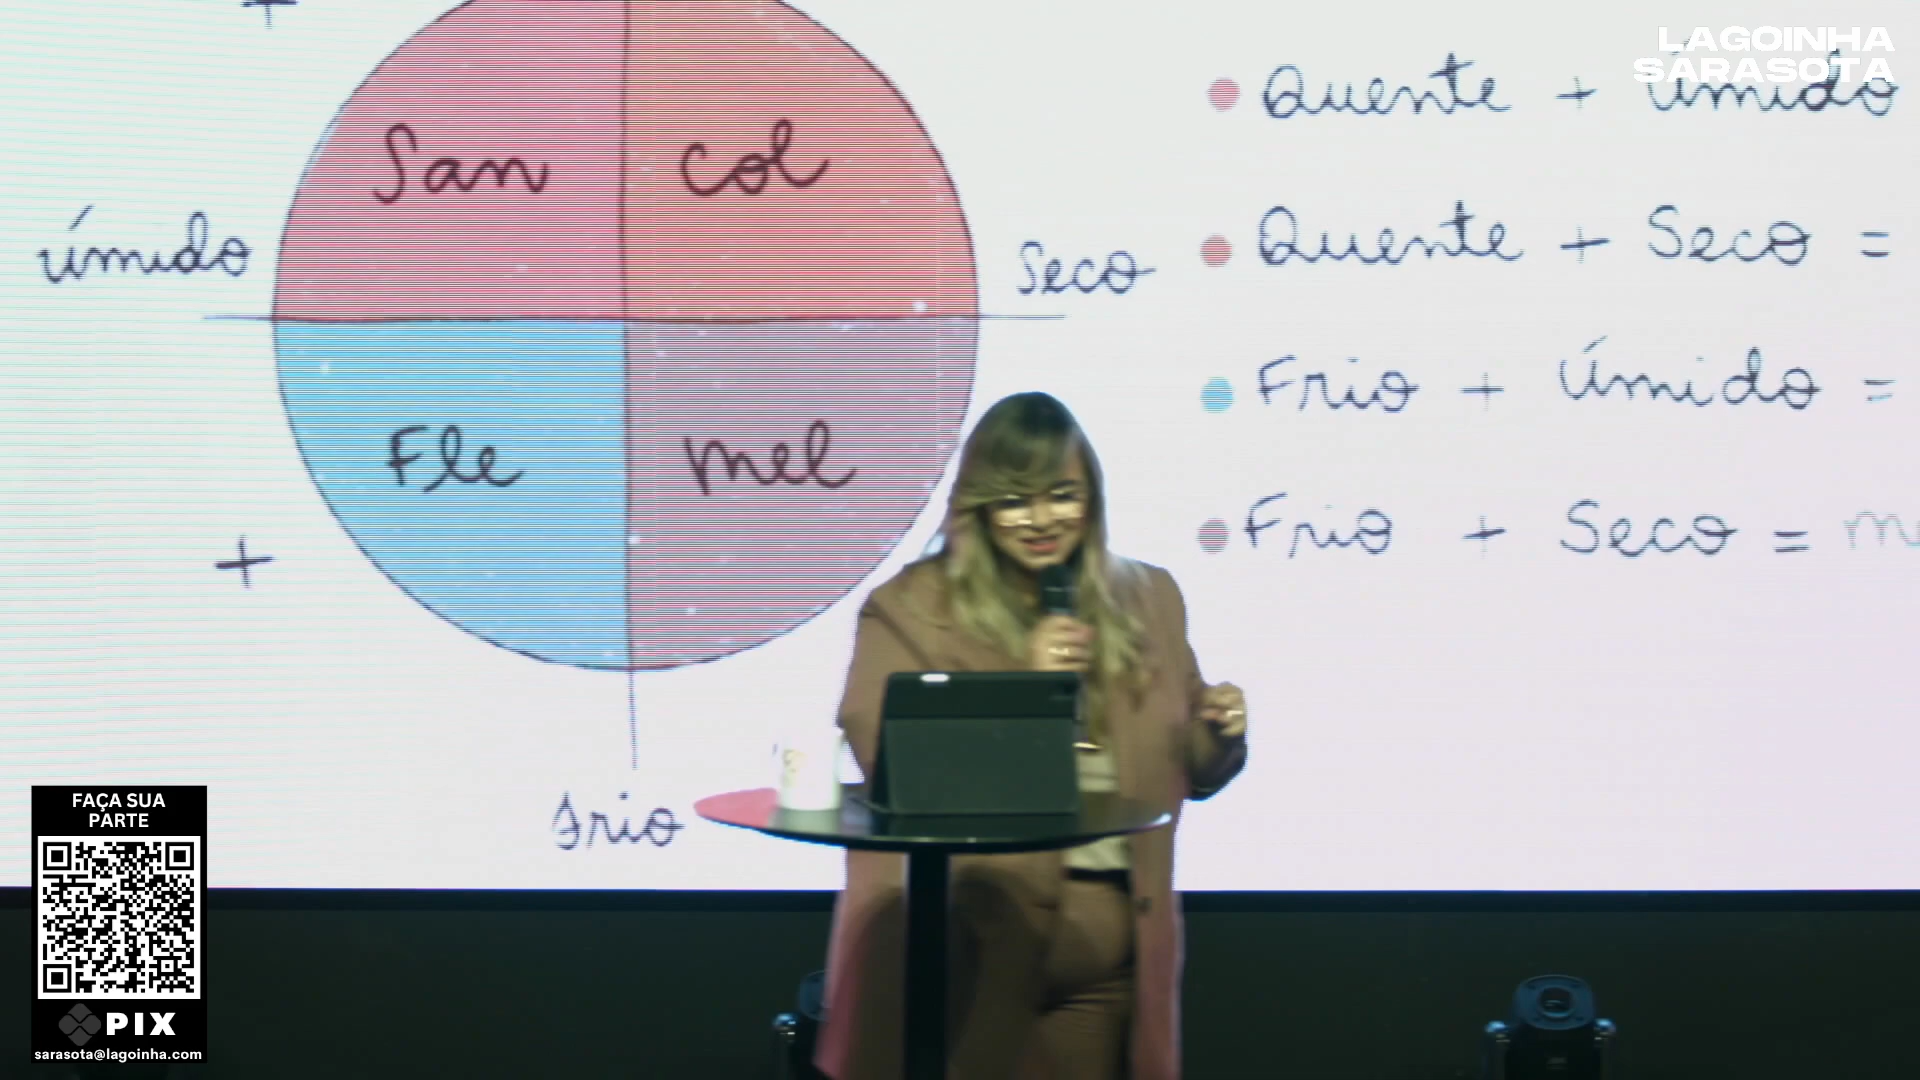 +
LAGOINHA
SARASOTA
Quente + Úmido
San
Col
úmido
Seco
Quente + Seco =
Frio + Úmido =
Fle
Mel
+
Frio + Seco = m
frio
FAÇA SUA
PARTE
PIX
sarasota@lagoinha.com